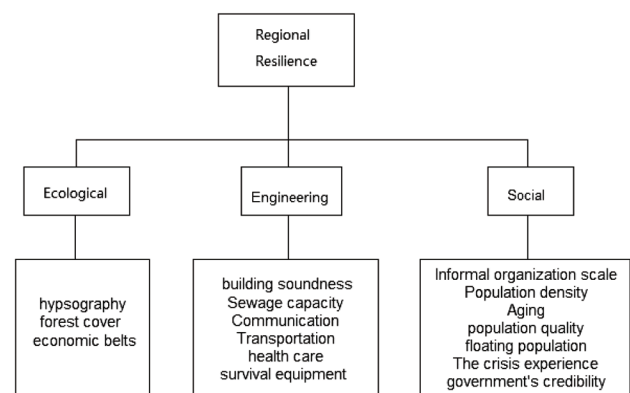 Regional
Resilience
Ecological
Engineering
Social
hypsography
forest cover
economic belts
building soundness
Sewage capacity
Communication
Transportation
health care
survival equipment
Informal organization scale
Population density
Aging
population quality
floating population
The crisis experience
government's credibility